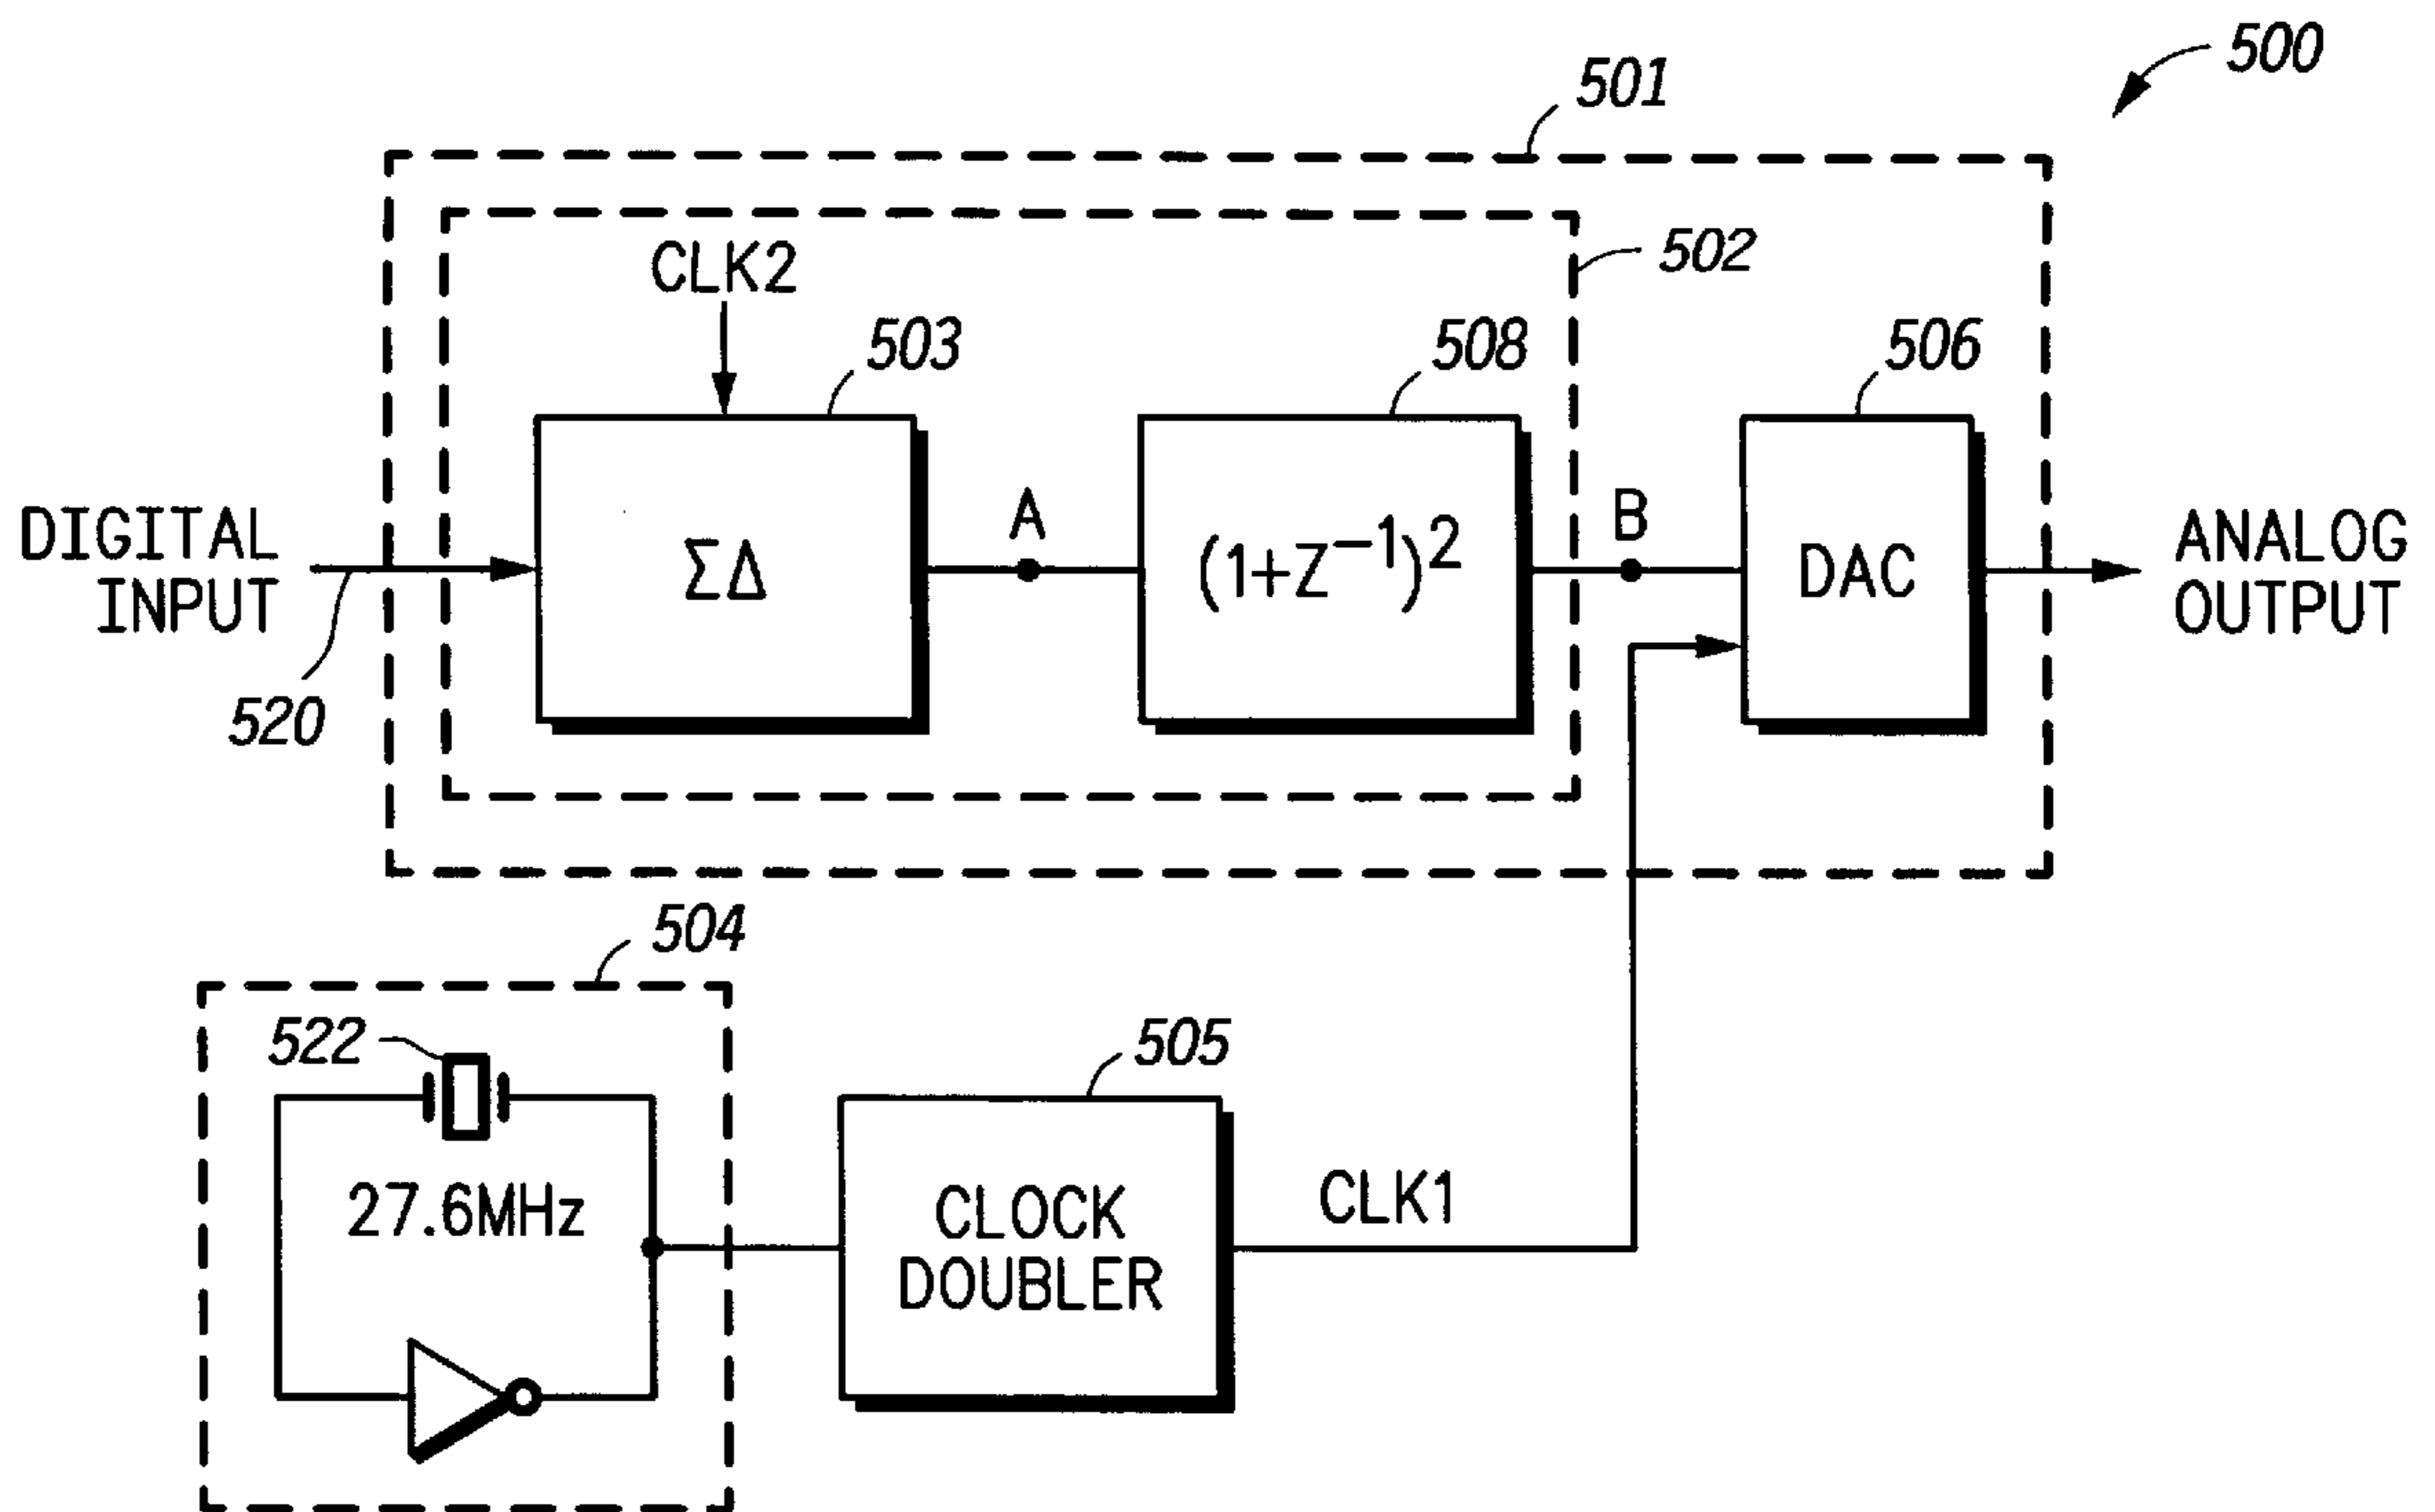 500
501
502
CLK2
503
508
506
DIGITAL
INPUT
520
ΣΔ
A
(1+Z⁻¹)²
B
DAC
ANALOG
OUTPUT
504
522
27.6MHz
505
CLOCK
DOUBLER
CLK1